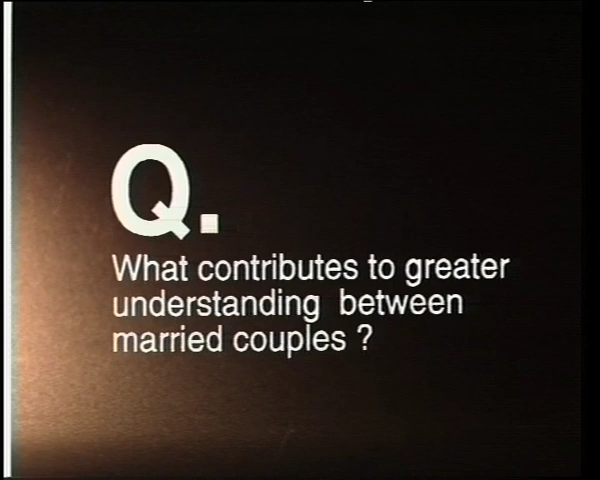 Q.
What contributes to greater
understanding between
married couples ?